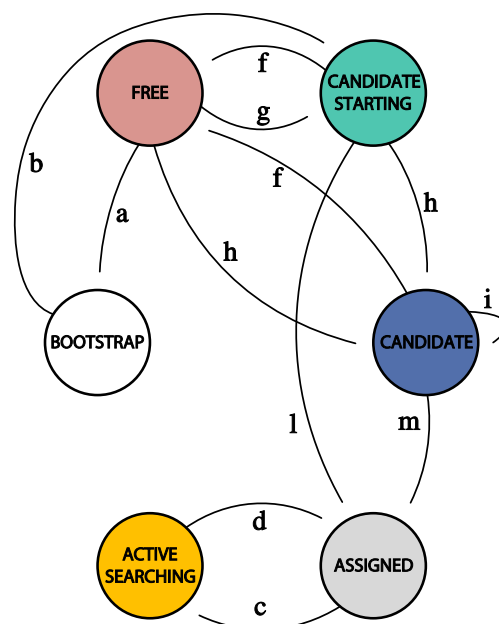 f
FREE
CANDIDATE
STARTING
g
b
f
h
a
h
i
BOOTSTRAP
CANDIDATE
l
m
d
ACTIVE
SEARCHING
ASSIGNED
c